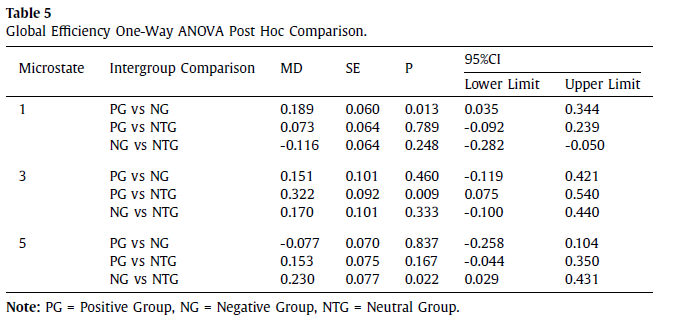 Table 5
Global Efficiency One-Way ANOVA Post Hoc Comparison.
Microstate Intergroup Comparison MD SE P 95%CI
Lower Limit Upper Limit
1 PG vs NG 0.189 0.060 0.013 0.035 0.344
PG vs NTG 0.073 0.064 0.789 -0.092 0.239
NG vs NTG -0.116 0.064 0.248 -0.282 -0.050
3 PG vs NG 0.151 0.101 0.460 -0.119 0.421
PG vs NTG 0.322 0.092 0.009 0.075 0.540
NG vs NTG 0.170 0.101 0.333 -0.100 0.440
5 PG vs NG -0.077 0.070 0.837 -0.258 0.104
PG vs NTG 0.153 0.075 0.167 -0.044 0.350
NG vs NTG 0.230 0.077 0.022 0.029 0.431
Note: PG = Positive Group, NG = Negative Group, NTG = Neutral Group.